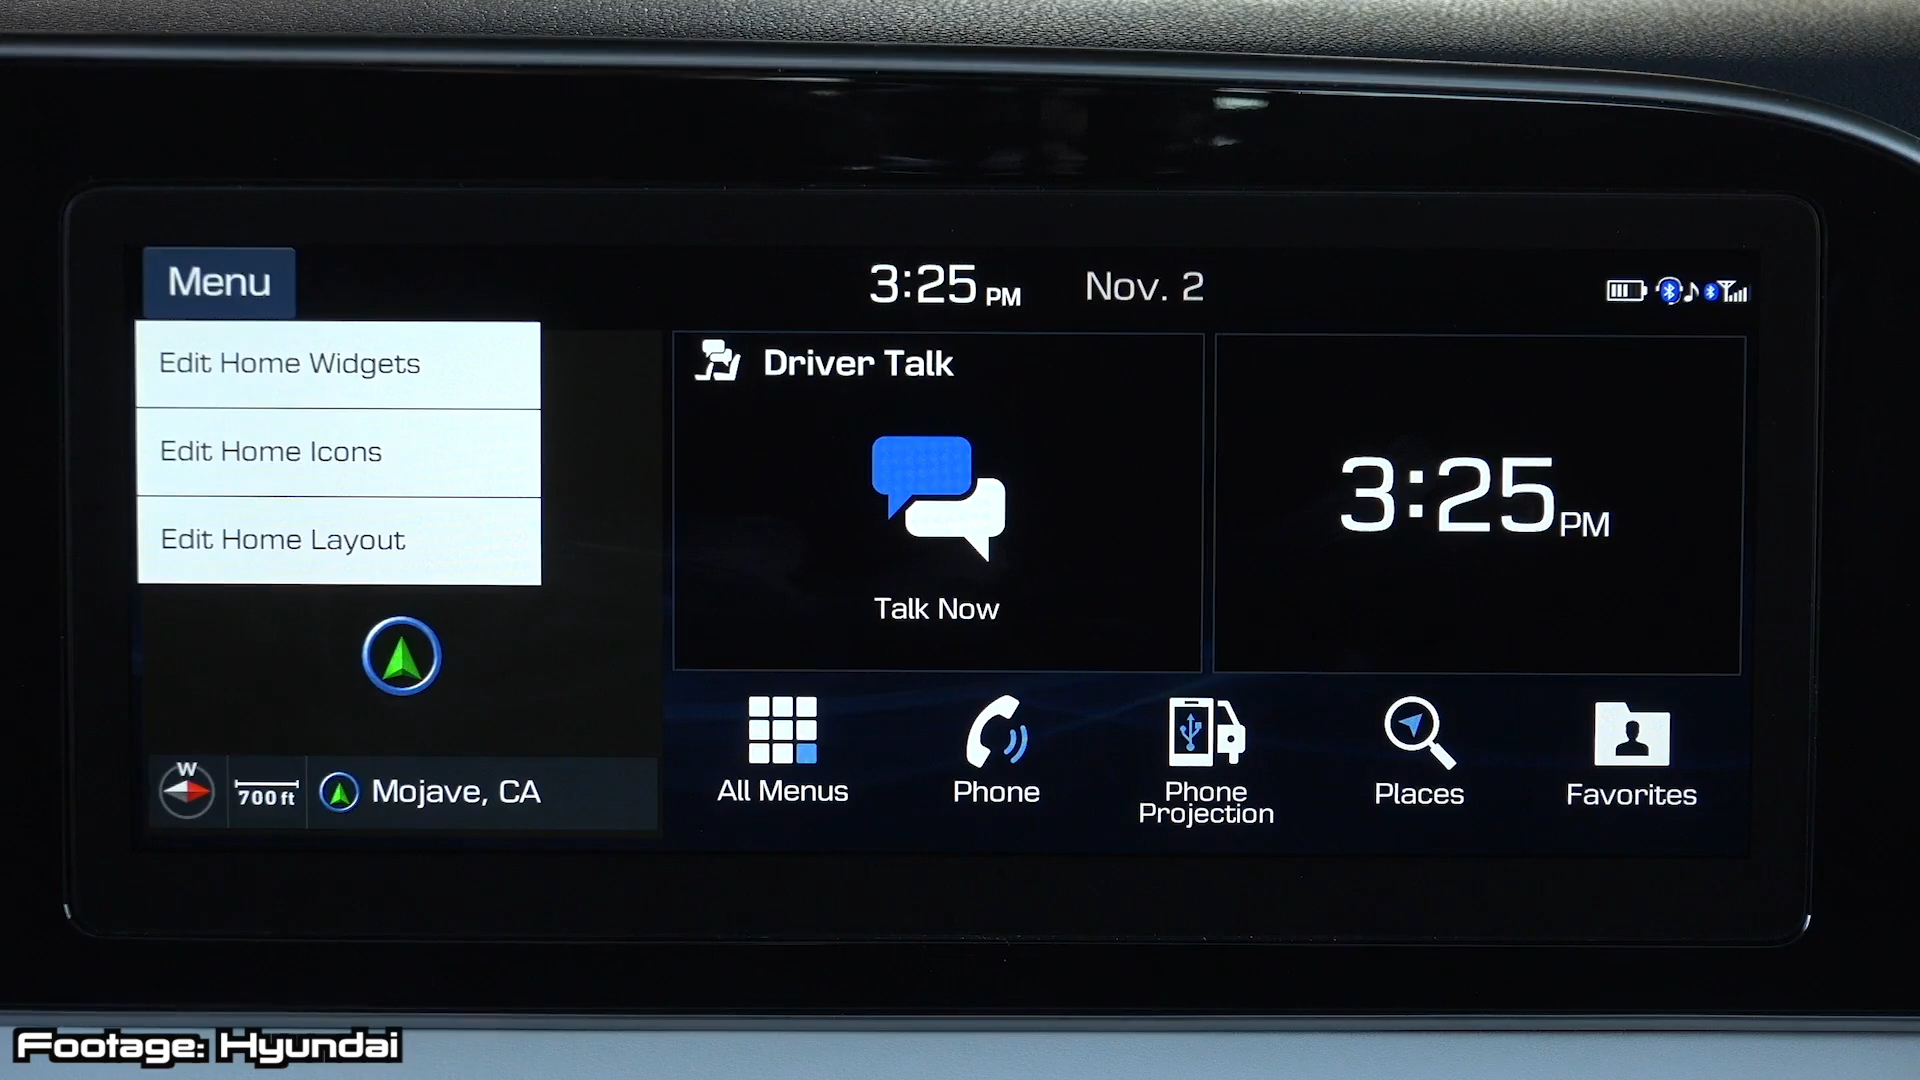 Menu
3:25 PM
Nov. 2
Edit Home Widgets
Edit Home Icons
Edit Home Layout
Driver Talk
Talk Now
3:25 PM
W
700 ft
Mojave, CA
All Menus
Phone
Phone
Projection
Places
Favorites
Footage: Hyundai